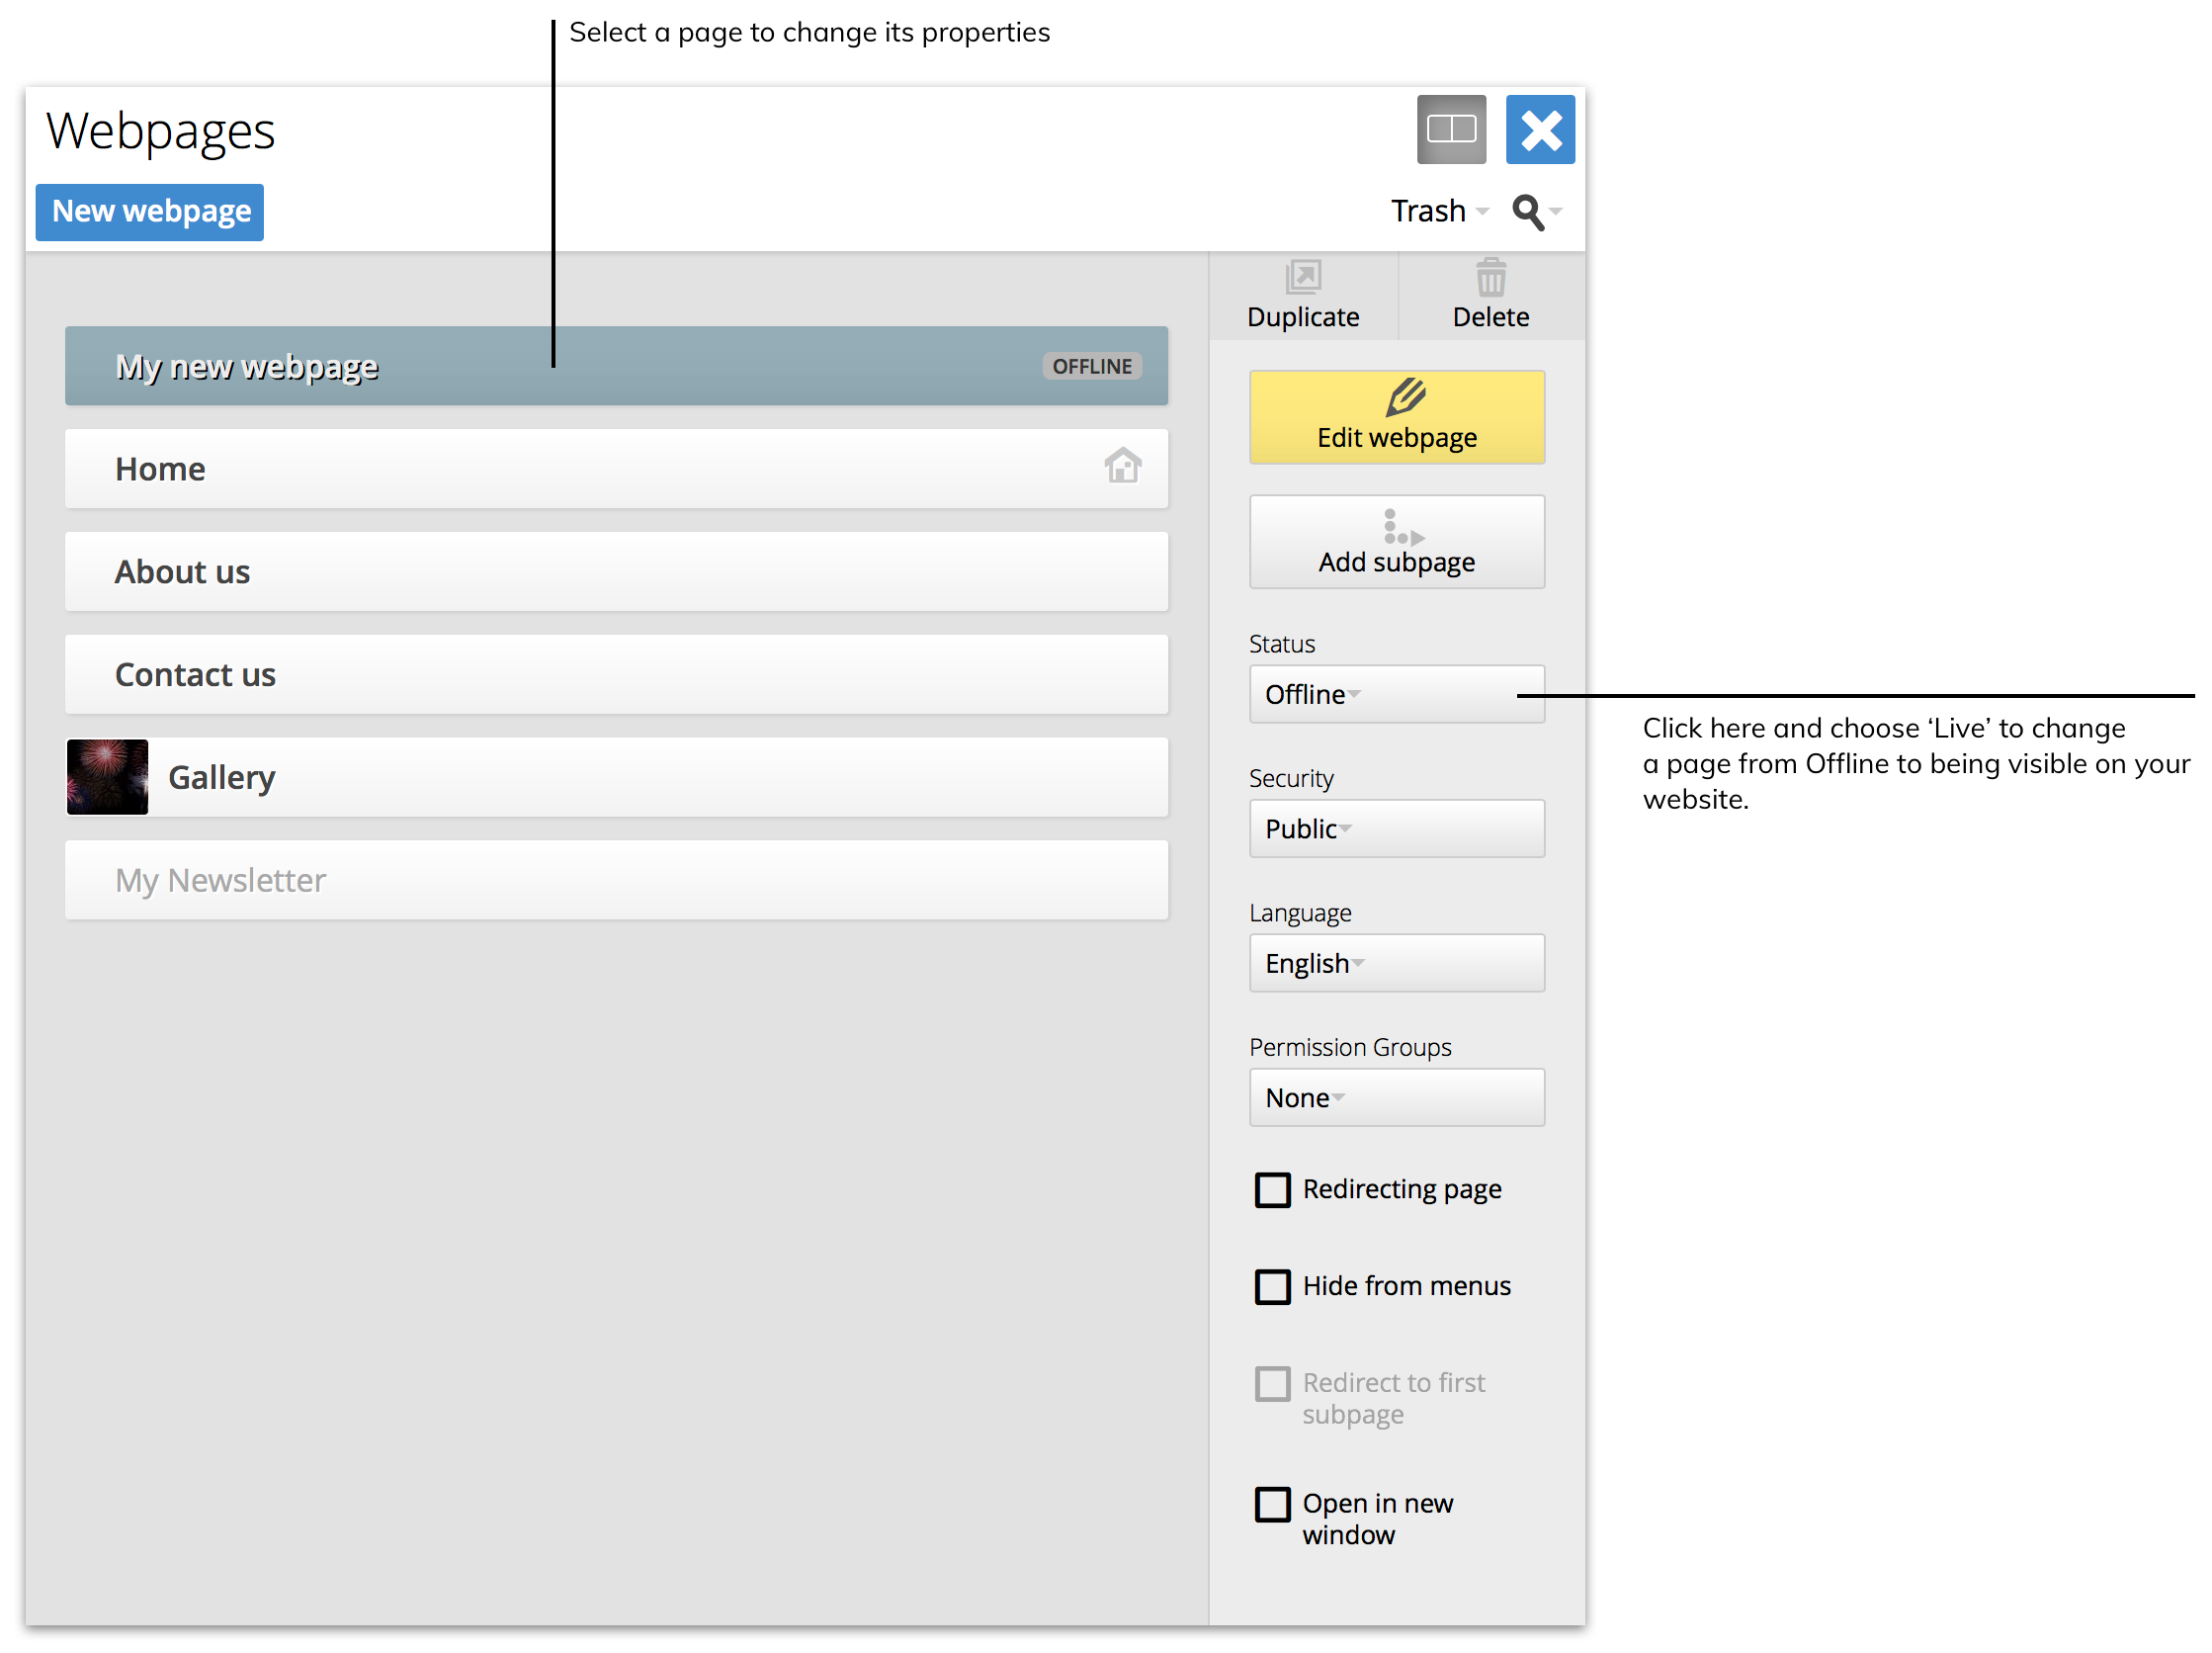 Select a page to change its properties
Webpages
New webpage
Trash
Duplicate
Delete
My new webpage
OFFLINE
Home
About us
Contact us
Gallery
My Newsletter
Edit webpage
Add subpage
Status
Offline
Click here and choose ‘Live’ to change
a page from Offline to being visible on your
website.
Security
Public
Language
English
Permission Groups
None
Redirecting page
Hide from menus
Redirect to first
subpage
Open in new
window